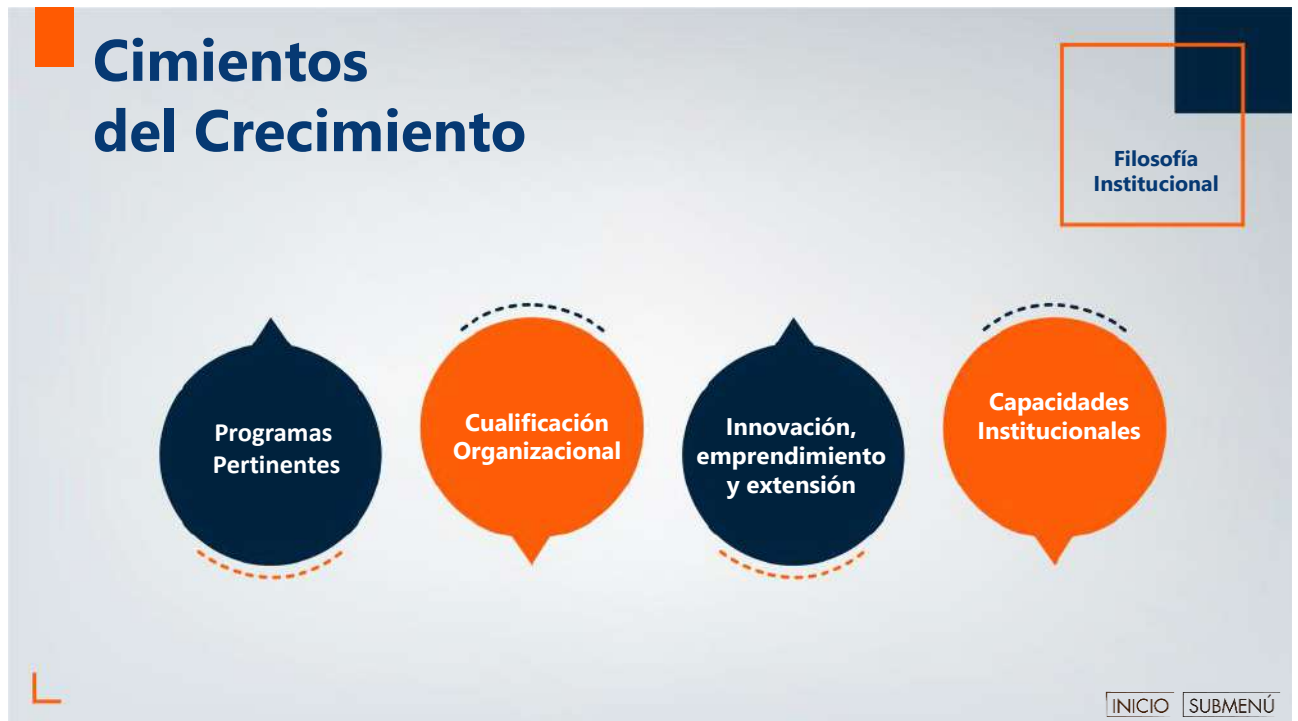 Cimientos
del Crecimiento
Filosofía
Institucional
Programas
Pertinentes
Cualificación
Organizacional
Innovación,
emprendimiento
y extensión
Capacidades
Institucionales
INICIO SUBMENÚ